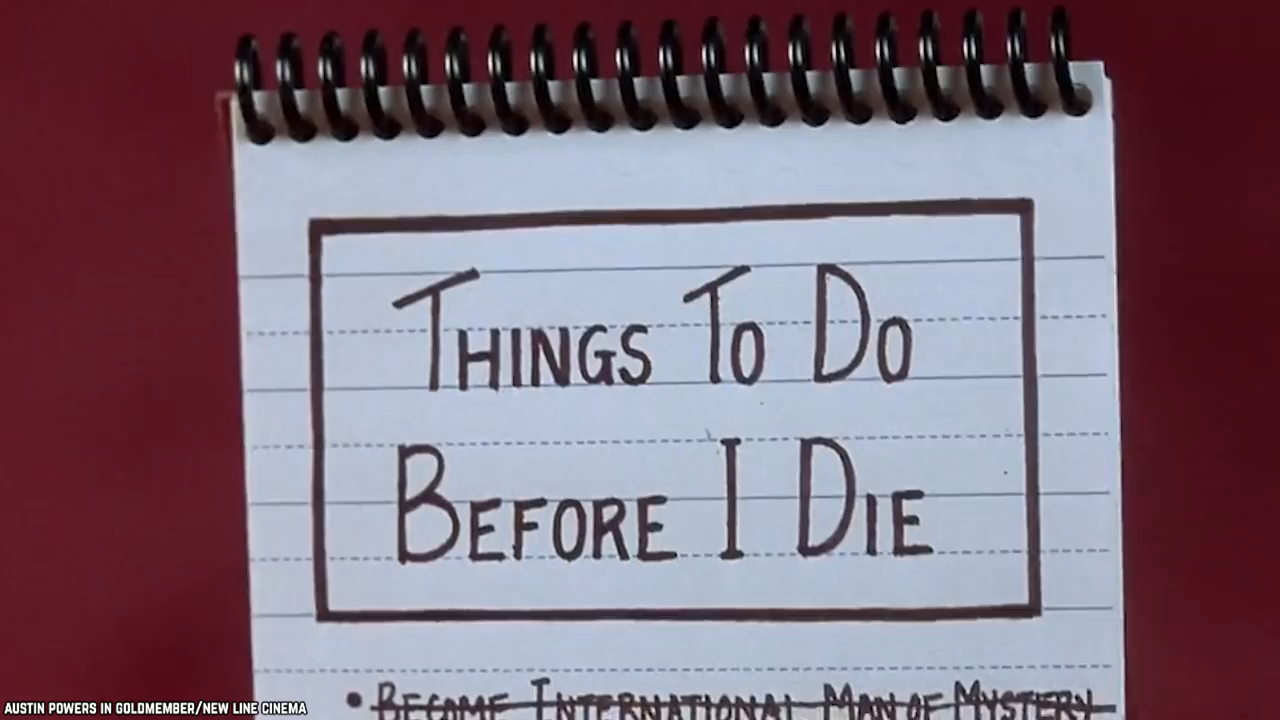 Things To Do
Before I Die
• Become International Man of Mystery
AUSTIN POWERS IN GOLDMEMBER/NEW LINE CINEMA